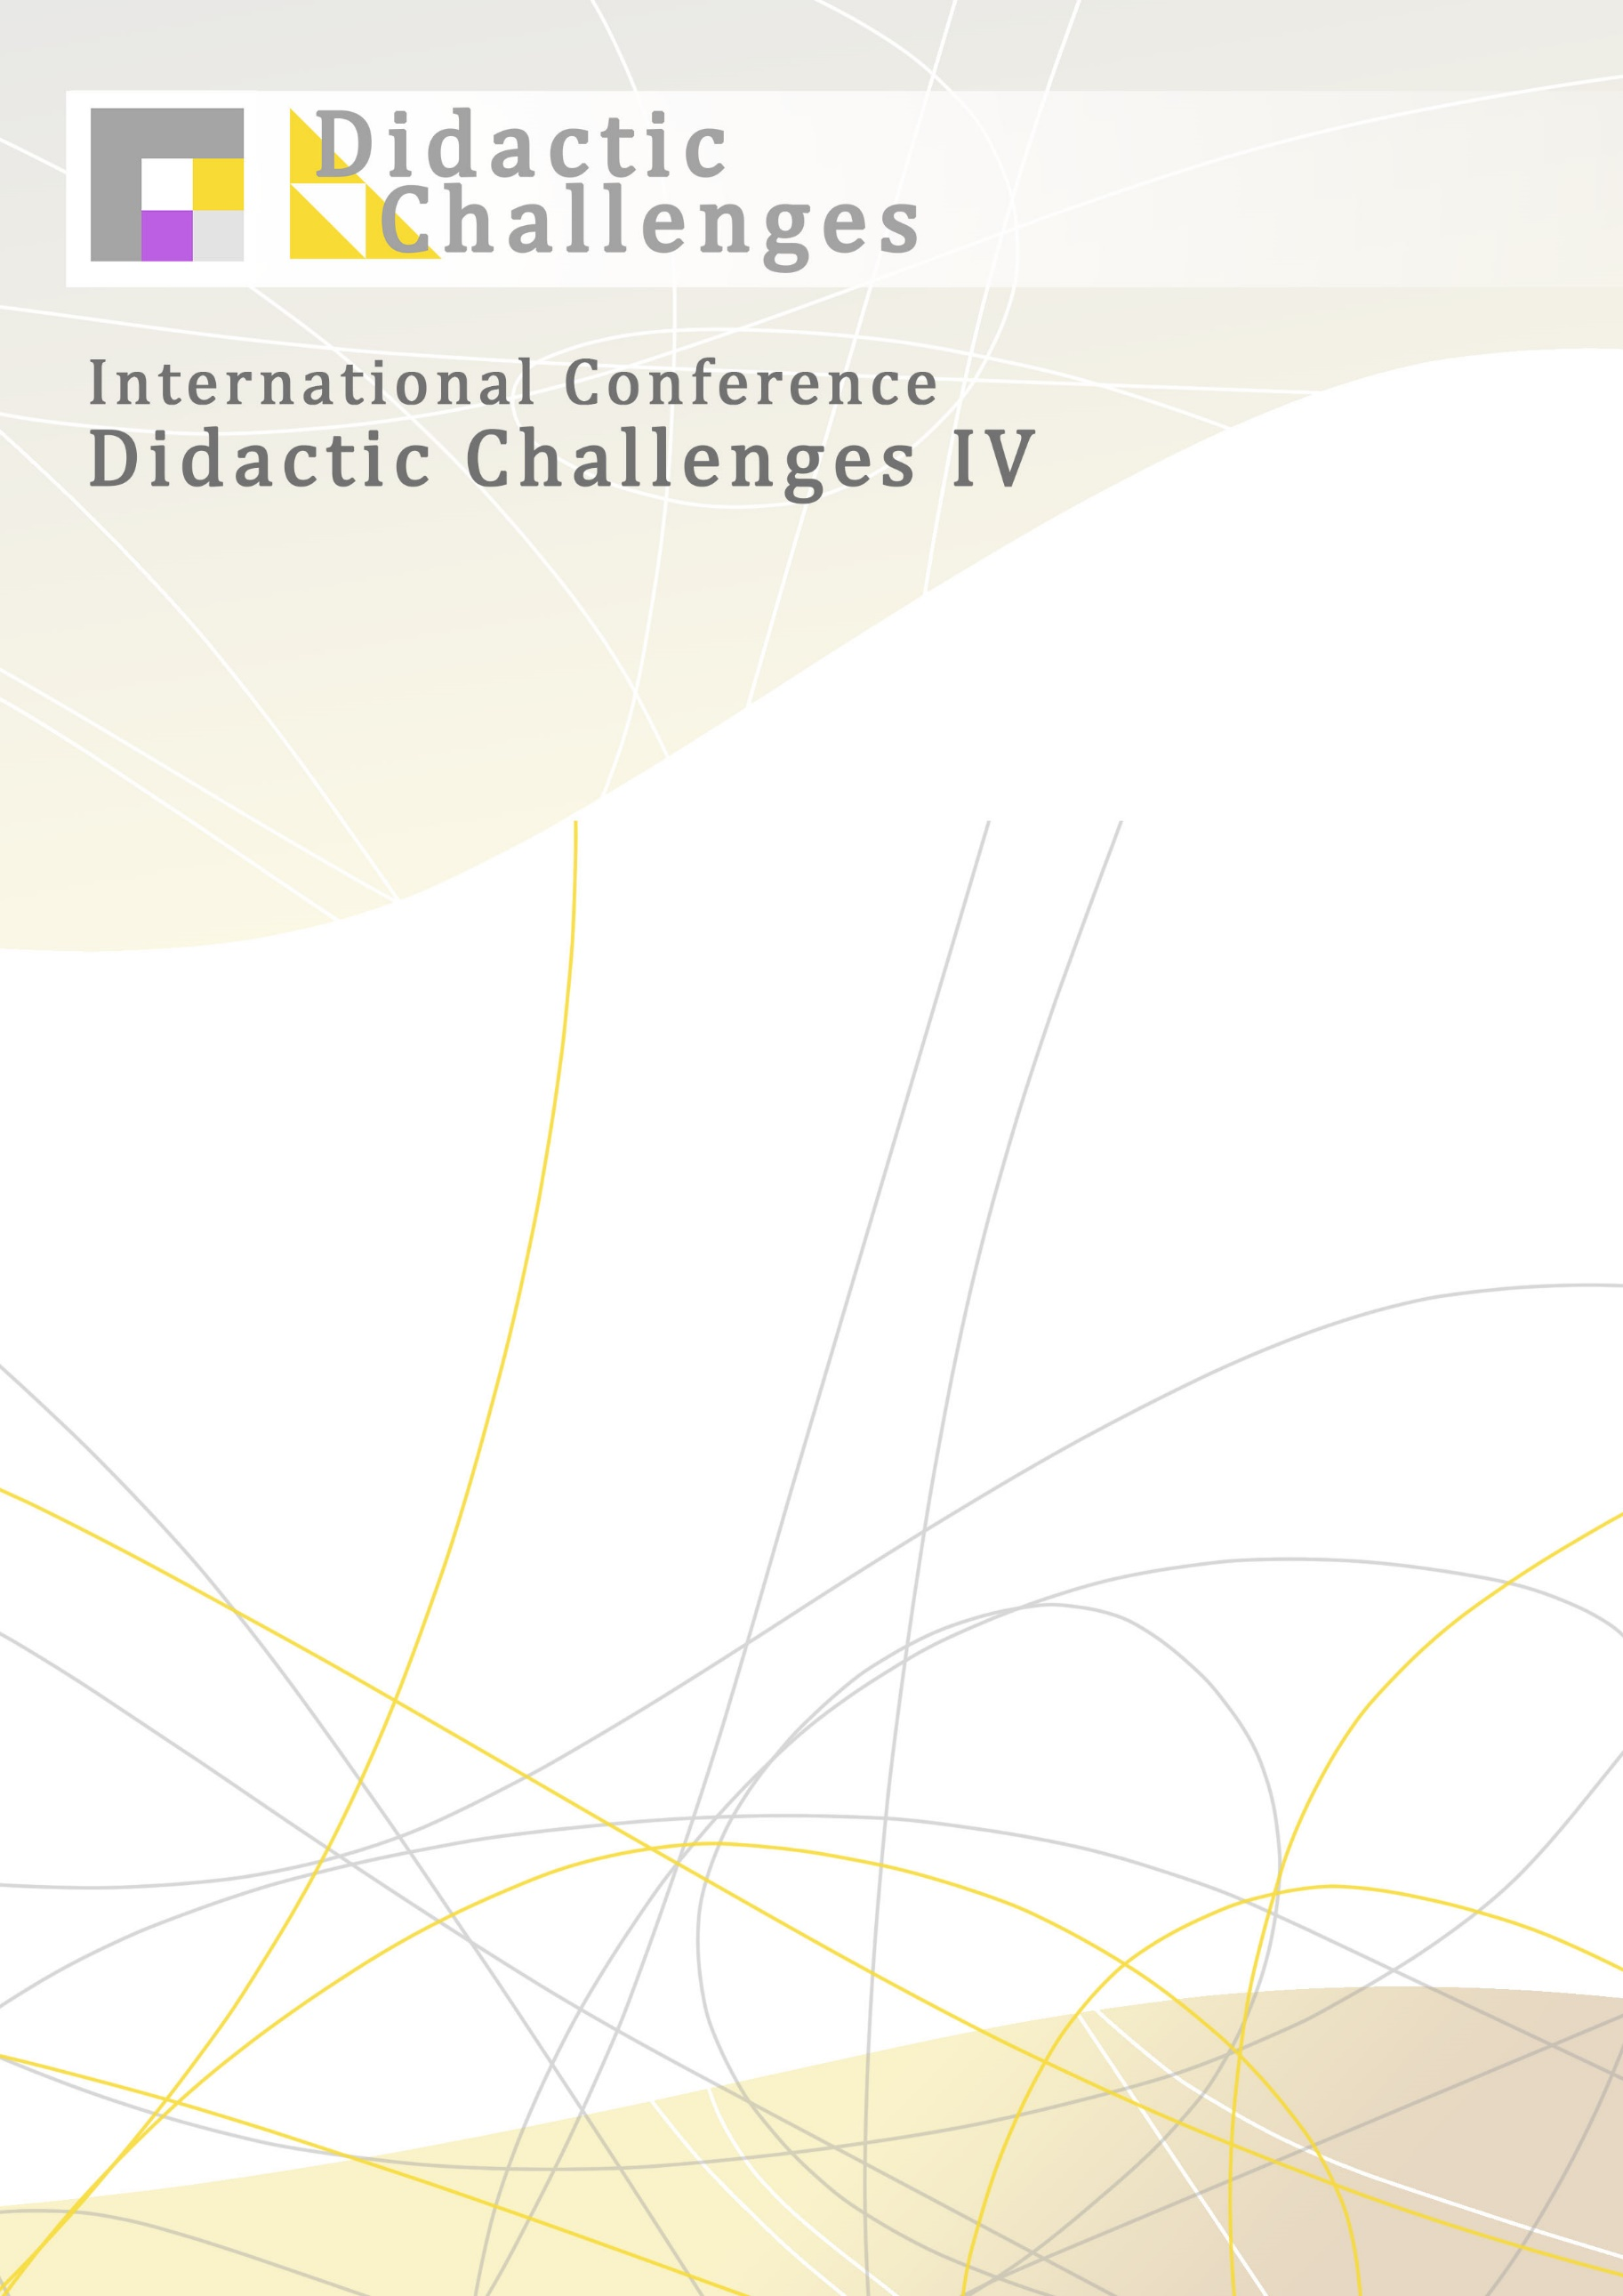 Didactic
Challenges
International Conference
Didactic Challenges IV